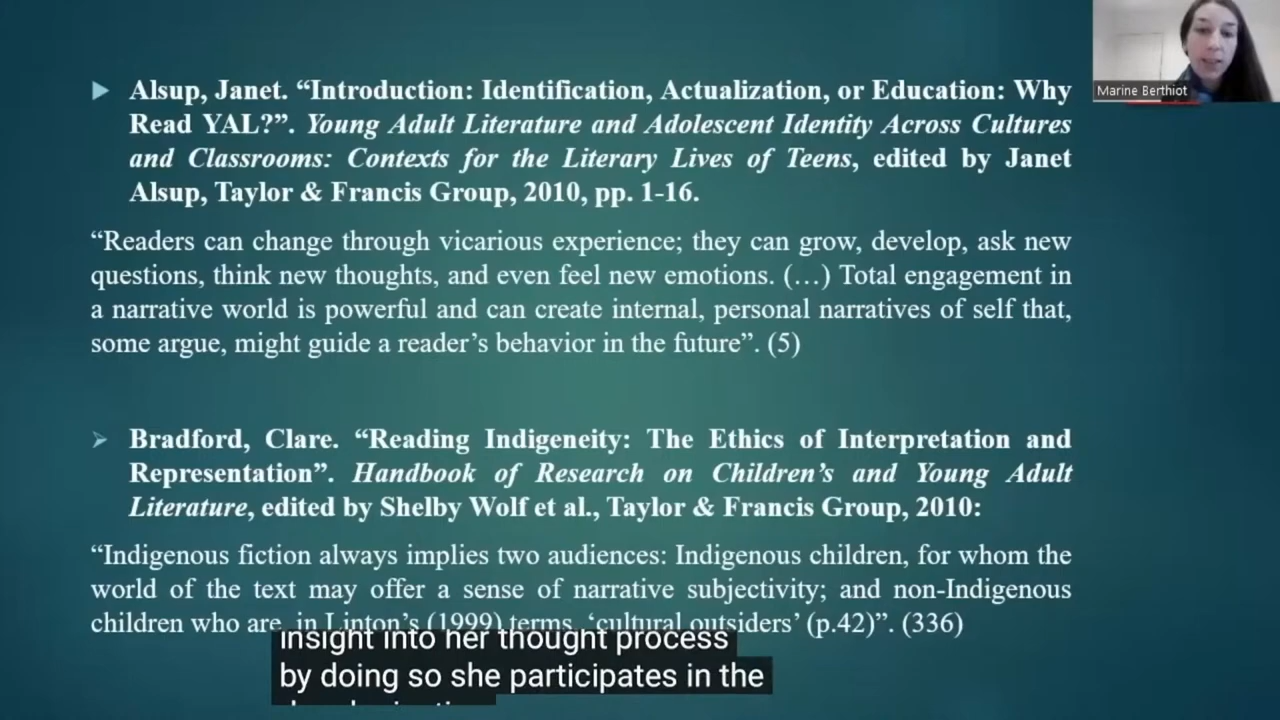 Marine Berthiot
Alsup, Janet. “Introduction: Identification, Actualization, or Education: Why
Read YAL?”. Young Adult Literature and Adolescent Identity Across Cultures
and Classrooms: Contexts for the Literary Lives of Teens, edited by Janet
Alsup, Taylor & Francis Group, 2010, pp. 1-16.
“Readers can change through vicarious experience; they can grow, develop, ask new
questions, think new thoughts, and even feel new emotions. (…) Total engagement in
a narrative world is powerful and can create internal, personal narratives of self that,
some argue, might guide a reader’s behavior in the future”. (5)
Bradford, Clare. “Reading Indigeneity: The Ethics of Interpretation and
Representation”. Handbook of Research on Children’s and Young Adult
Literature, edited by Shelby Wolf et al., Taylor & Francis Group, 2010:
“Indigenous fiction always implies two audiences: Indigenous children, for whom the
world of the text may offer a sense of narrative subjectivity; and non-Indigenous
children who are, in Linton’s (1999) terms, ‘cultural outsiders’ (p.42)”. (336)
insight into her thought process
by doing so she participates in the